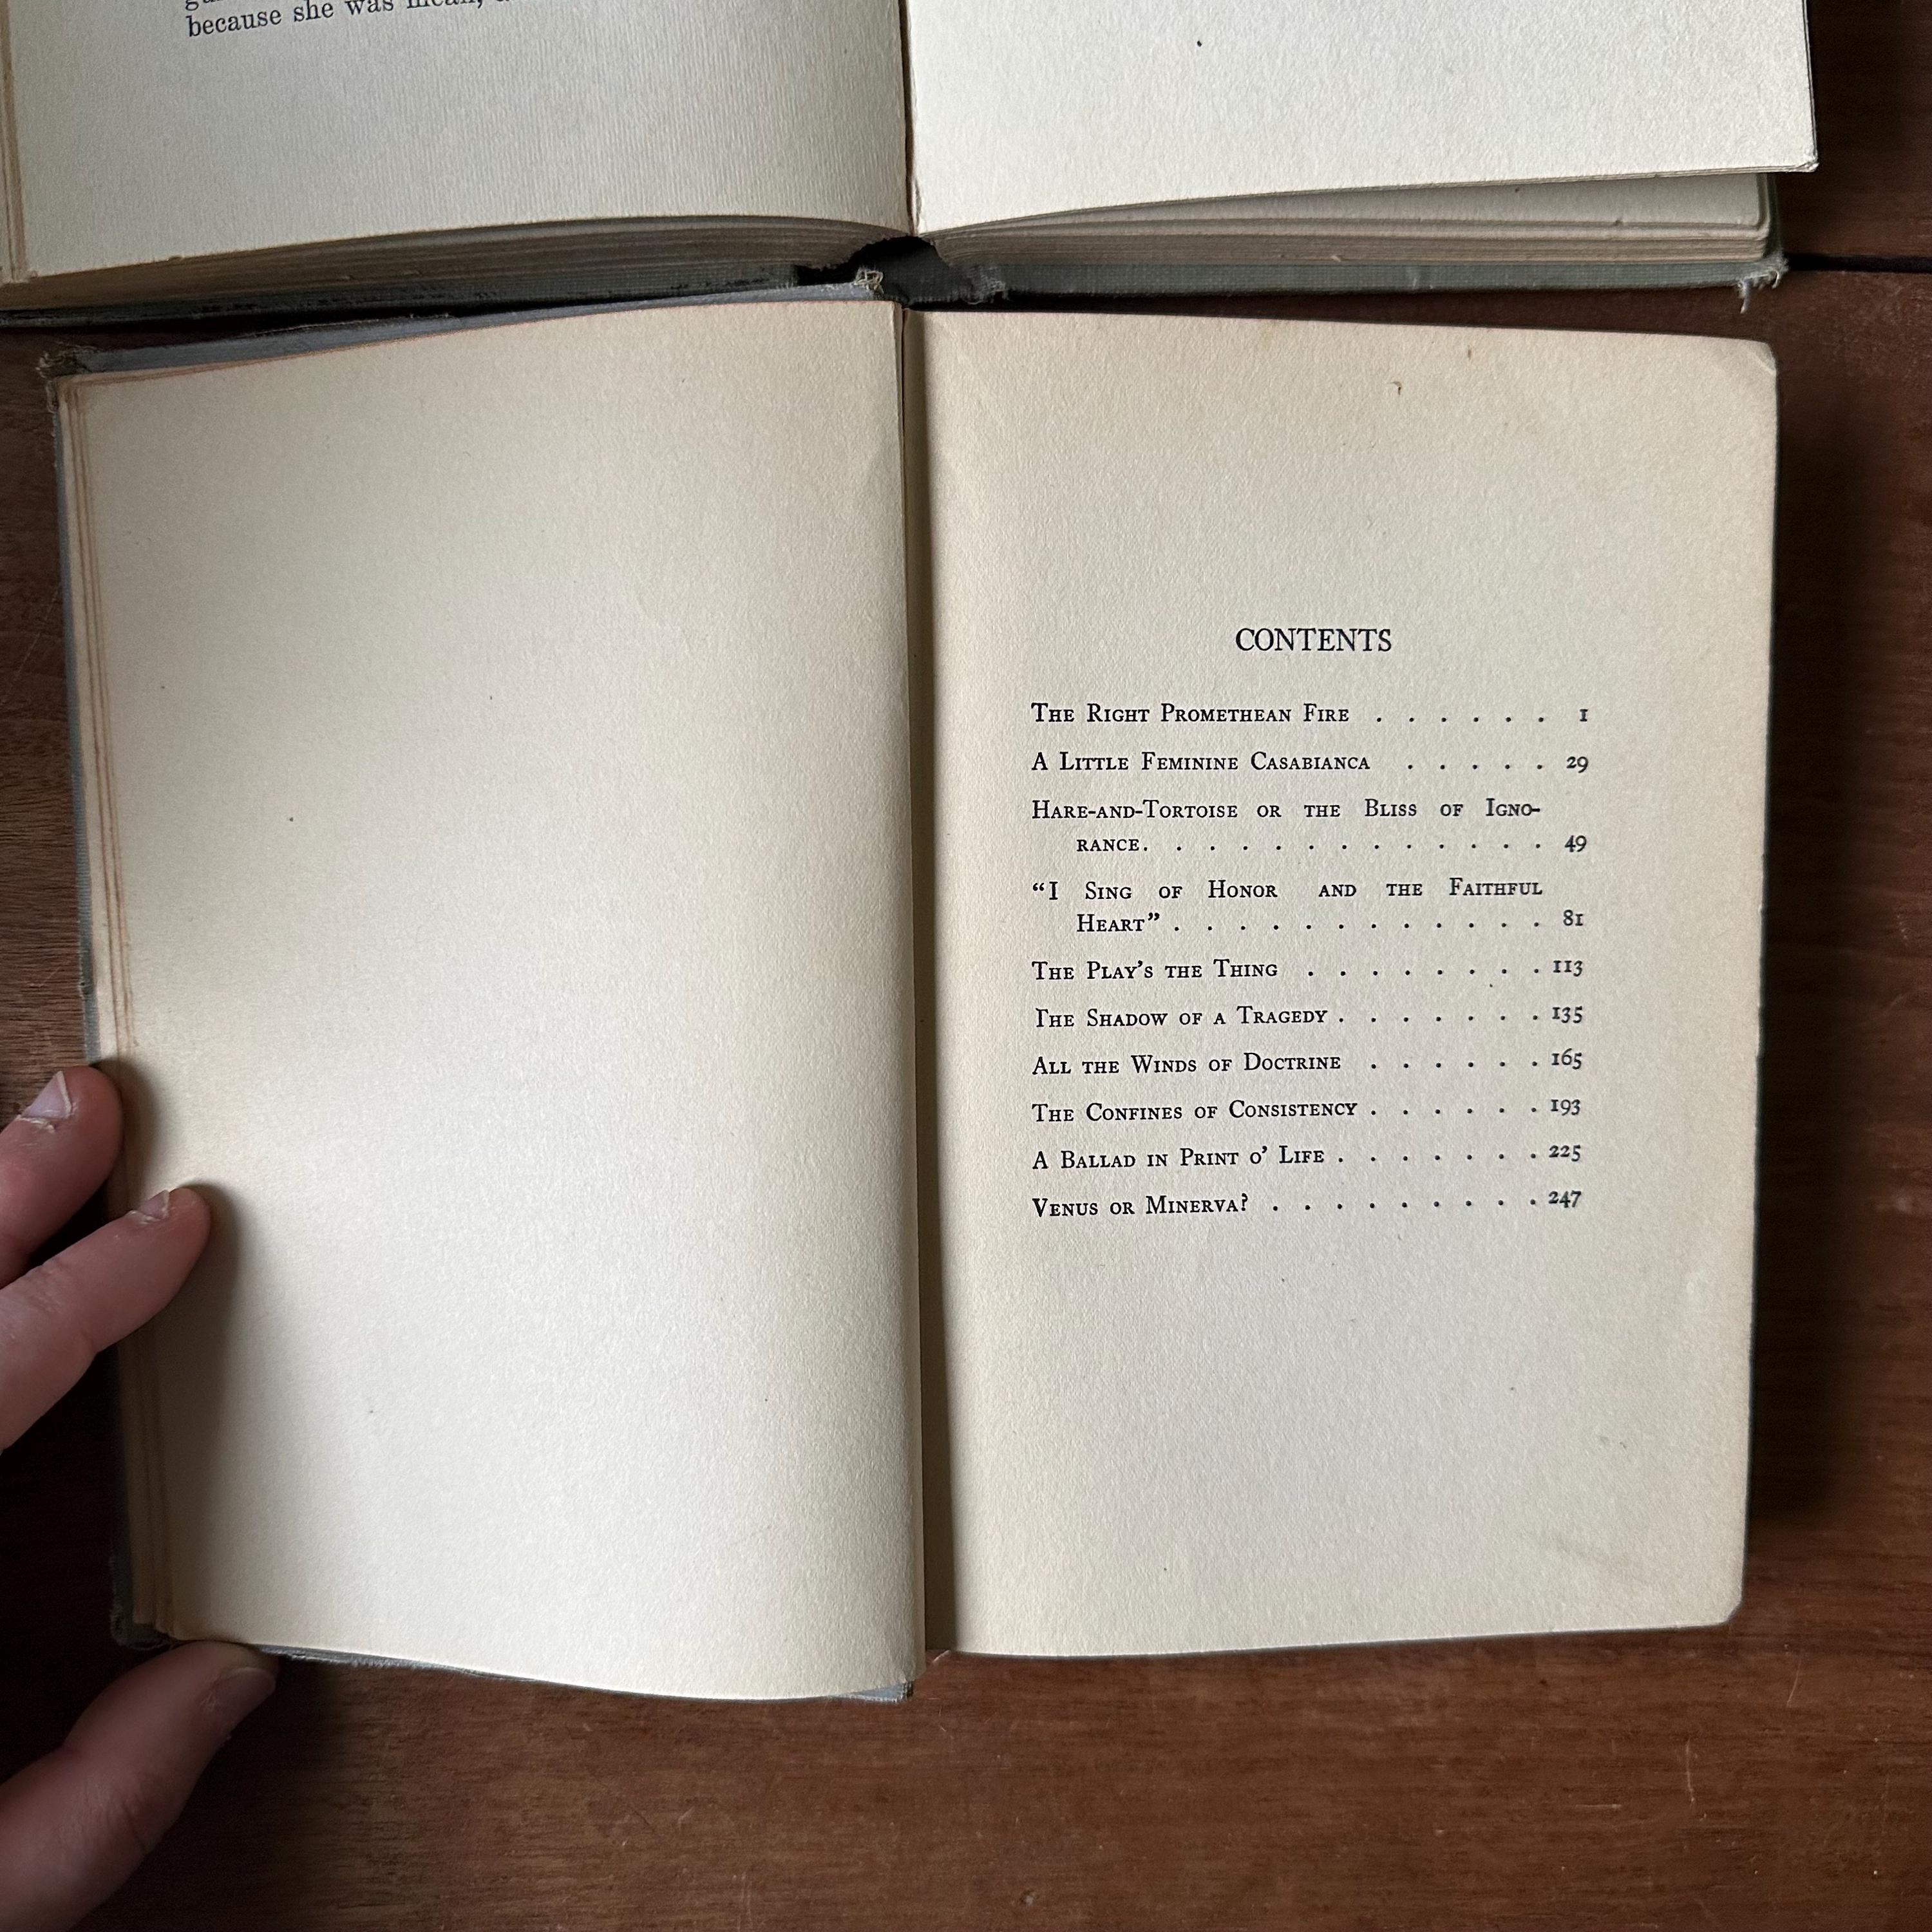 because she was mean,
CONTENTS
The Right Promethean Fire . . . . . . 1
A Little Feminine Casabianca . . . . . 29
Hare-and-Tortoise or the Bliss of Igno-
rance. . . . . . . . . . . . . . 49
“I Sing of Honor and the Faithful
Heart” . . . . . . . . . . . . 81
The Play’s the Thing . . . . . . . . 113
The Shadow of a Tragedy . . . . . . . 135
All the Winds of Doctrine . . . . . . 165
The Confines of Consistency . . . . . . 193
A Ballad in Print o’ Life . . . . . . . 225
Venus or Minerva? . . . . . . . . . 247